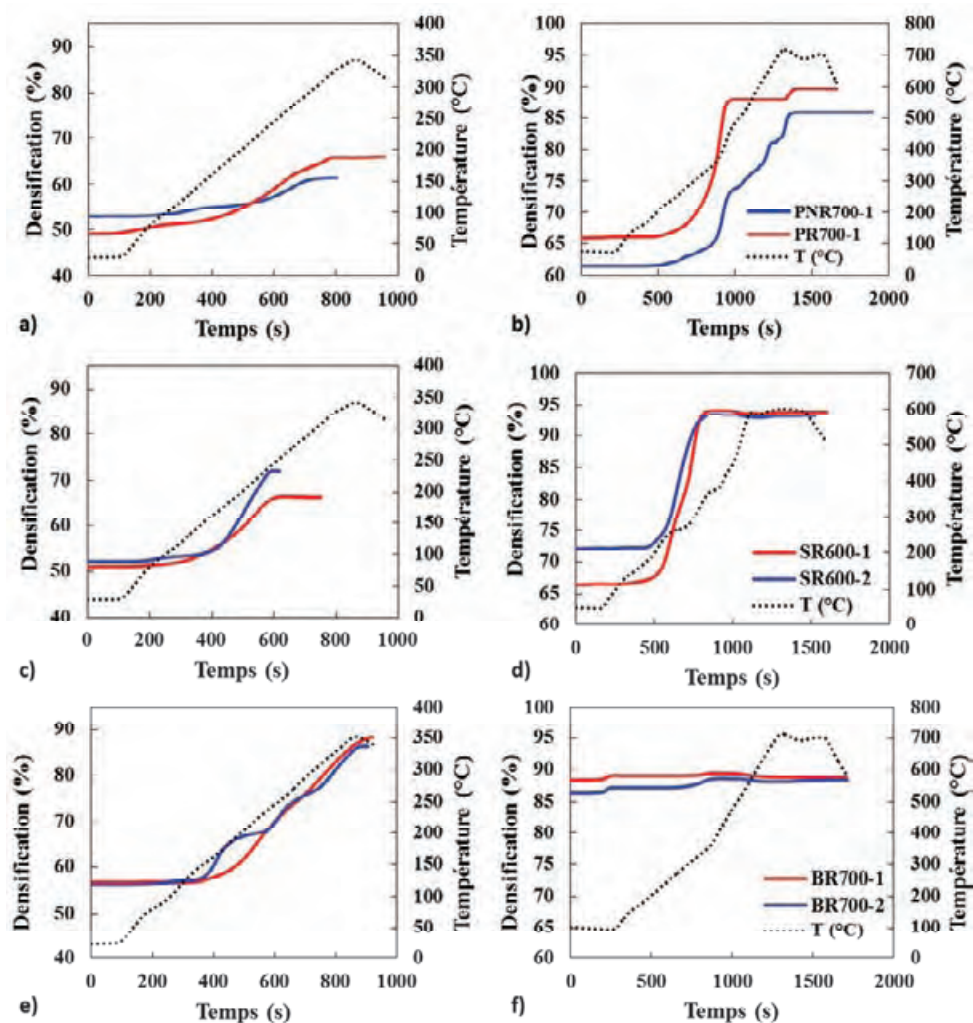 Densification (%)
90
80
70
60
50
40
400
350
300
250
200
150
100
50
0
Température (°C)
0 200 400 600 800 1000
a)
Temps (s)
Densification (%)
100
95
90
85
80
75
70
65
60
PNR700-1
PR700-1
T (°C)
800
700
600
500
400
300
200
100
0
Température (°C)
0 500 1000 1500 2000
b)
Temps (s)
Densification (%)
90
80
70
60
50
40
400
350
300
250
200
150
100
50
0
Température (°C)
0 200 400 600 800 1000
c)
Temps (s)
Densification (%)
100
95
90
85
80
75
70
65
60
SR600-1
SR600-2
T (°C)
700
600
500
400
300
200
100
0
Température (°C)
0 500 1000 1500 2000
d)
Temps (s)
Densification (%)
90
80
70
60
50
40
400
350
300
250
200
150
100
50
0
Température (°C)
0 200 400 600 800 1000
e)
Temps (s)
Densification (%)
100
95
90
85
80
75
70
65
60
BR700-1
BR700-2
T (°C)
800
700
600
500
400
300
200
100
0
Température (°C)
0 500 1000 1500 2000
f)
Temps (s)